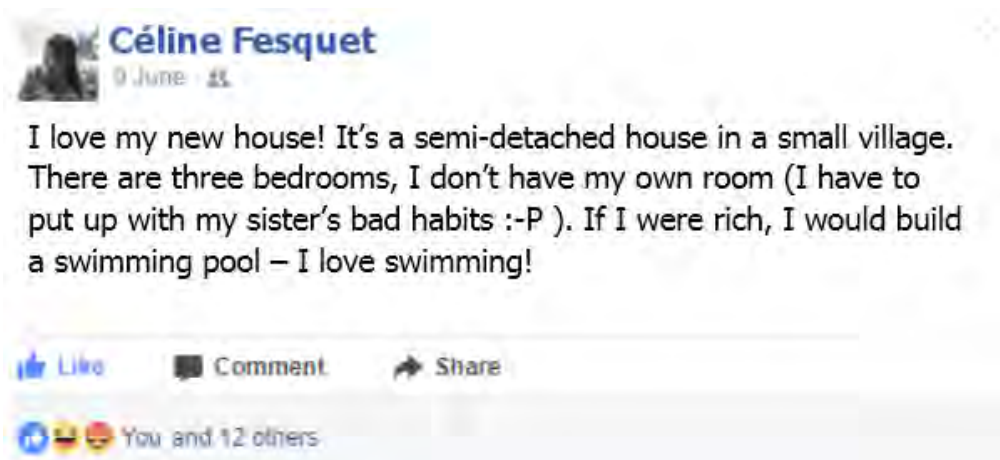 Céline Fesquet
9 June
I love my new house! It's a semi-detached house in a small village.
There are three bedrooms, I don't have my own room (I have to
put up with my sister's bad habits :-P ). If I were rich, I would build
a swimming pool – I love swimming!
Like Comment Share
You and 12 others